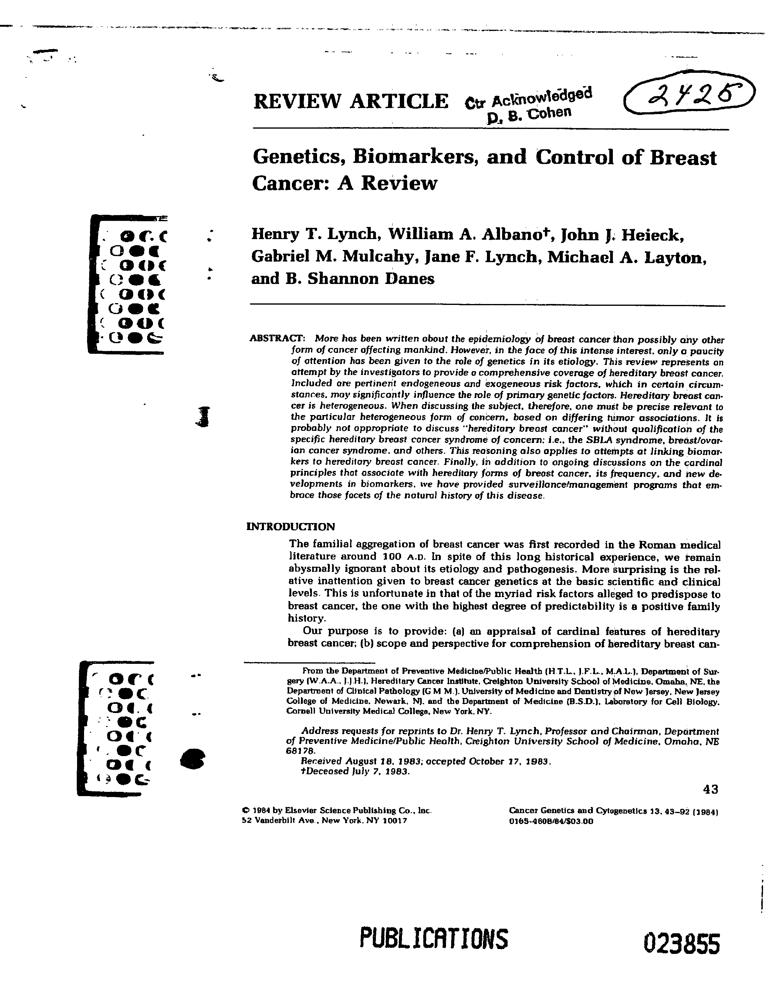 REVIEW ARTICLE Ctr Acknowledged
D. B. Cohen
2425
Genetics, Biomarkers, and Control of Breast
Cancer: A Review
Henry T. Lynch, William A. Albano†, John J. Heieck,
Gabriel M. Mulcahy, Jane F. Lynch, Michael A. Layton,
and B. Shannon Danes
ABSTRACT: More has been written about the epidemiology of breast cancer than possibly any other
form of cancer affecting mankind. However, in the face of this intense interest, only a paucity
of attention has been given to the role of genetics in its etiology. This review represents an
attempt by the investigators to provide a comprehensive coverage of hereditary breast cancer.
Included are pertinent endogeneous and exogeneous risk factors, which in certain circum-
stances, may significantly influence the role of primary genetic factors. Hereditary breast can-
cer is heterogeneous. When discussing the subject, therefore, one must be precise relevant to
the particular heterogeneous form of concern, based on differing tumor associations. It is
probably not appropriate to discuss "hereditary breast cancer" without qualification of the
specific hereditary breast cancer syndrome of concern; i.e., the SBLA syndrome, breast/ovar-
ian cancer syndrome, and others. This reasoning also applies to attempts at linking biomar-
kers to hereditary breast cancer. Finally, in addition to ongoing discussions on the cardinal
principles that associate with hereditary forms of breast cancer, its frequency, and new de-
velopments in biomarkers, we have provided surveillance/management programs that em-
brace those facets of the natural history of this disease.
INTRODUCTION
The familial aggregation of breast cancer was first recorded in the Roman medical
literature around 100 A.D. In spite of this long historical experience, we remain
abysmally ignorant about its etiology and pathogenesis. More surprising is the rel-
ative inattention given to breast cancer genetics at the basic scientific and clinical
levels. This is unfortunate in that of the myriad risk factors alleged to predispose to
breast cancer, the one with the highest degree of predictability is a positive family
history.
Our purpose is to provide: (a) an appraisal of cardinal features of hereditary
breast cancer; (b) scope and perspective for comprehension of hereditary breast can-
From the Department of Preventive Medicine/Public Health (H.T.L., J.F.L., M.A.L.), Department of Sur-
gery (W.A.A., J.J.H.), Hereditary Cancer Institute, Creighton University School of Medicine, Omaha, NE, the
Department of Clinical Pathology (G.M.M.), University of Medicine and Dentistry of New Jersey, New Jersey
College of Medicine, Newark, NJ, and the Department of Medicine (B.S.D.), Laboratory for Cell Biology,
Cornell University Medical College, New York, NY.
Address requests for reprints to Dr. Henry T. Lynch, Professor and Chairman, Department
of Preventive Medicine/Public Health, Creighton University School of Medicine, Omaha, NE
68178.
Received August 18, 1983; accepted October 17, 1983.
†Deceased July 7, 1983.
43
© 1984 by Elsevier Science Publishing Co., Inc.
52 Vanderbilt Ave., New York, NY 10017
Cancer Genetics and Cytogenetics 13, 43–92 (1984)
0165-4608/84/$03.00
PUBLICATIONS
023855